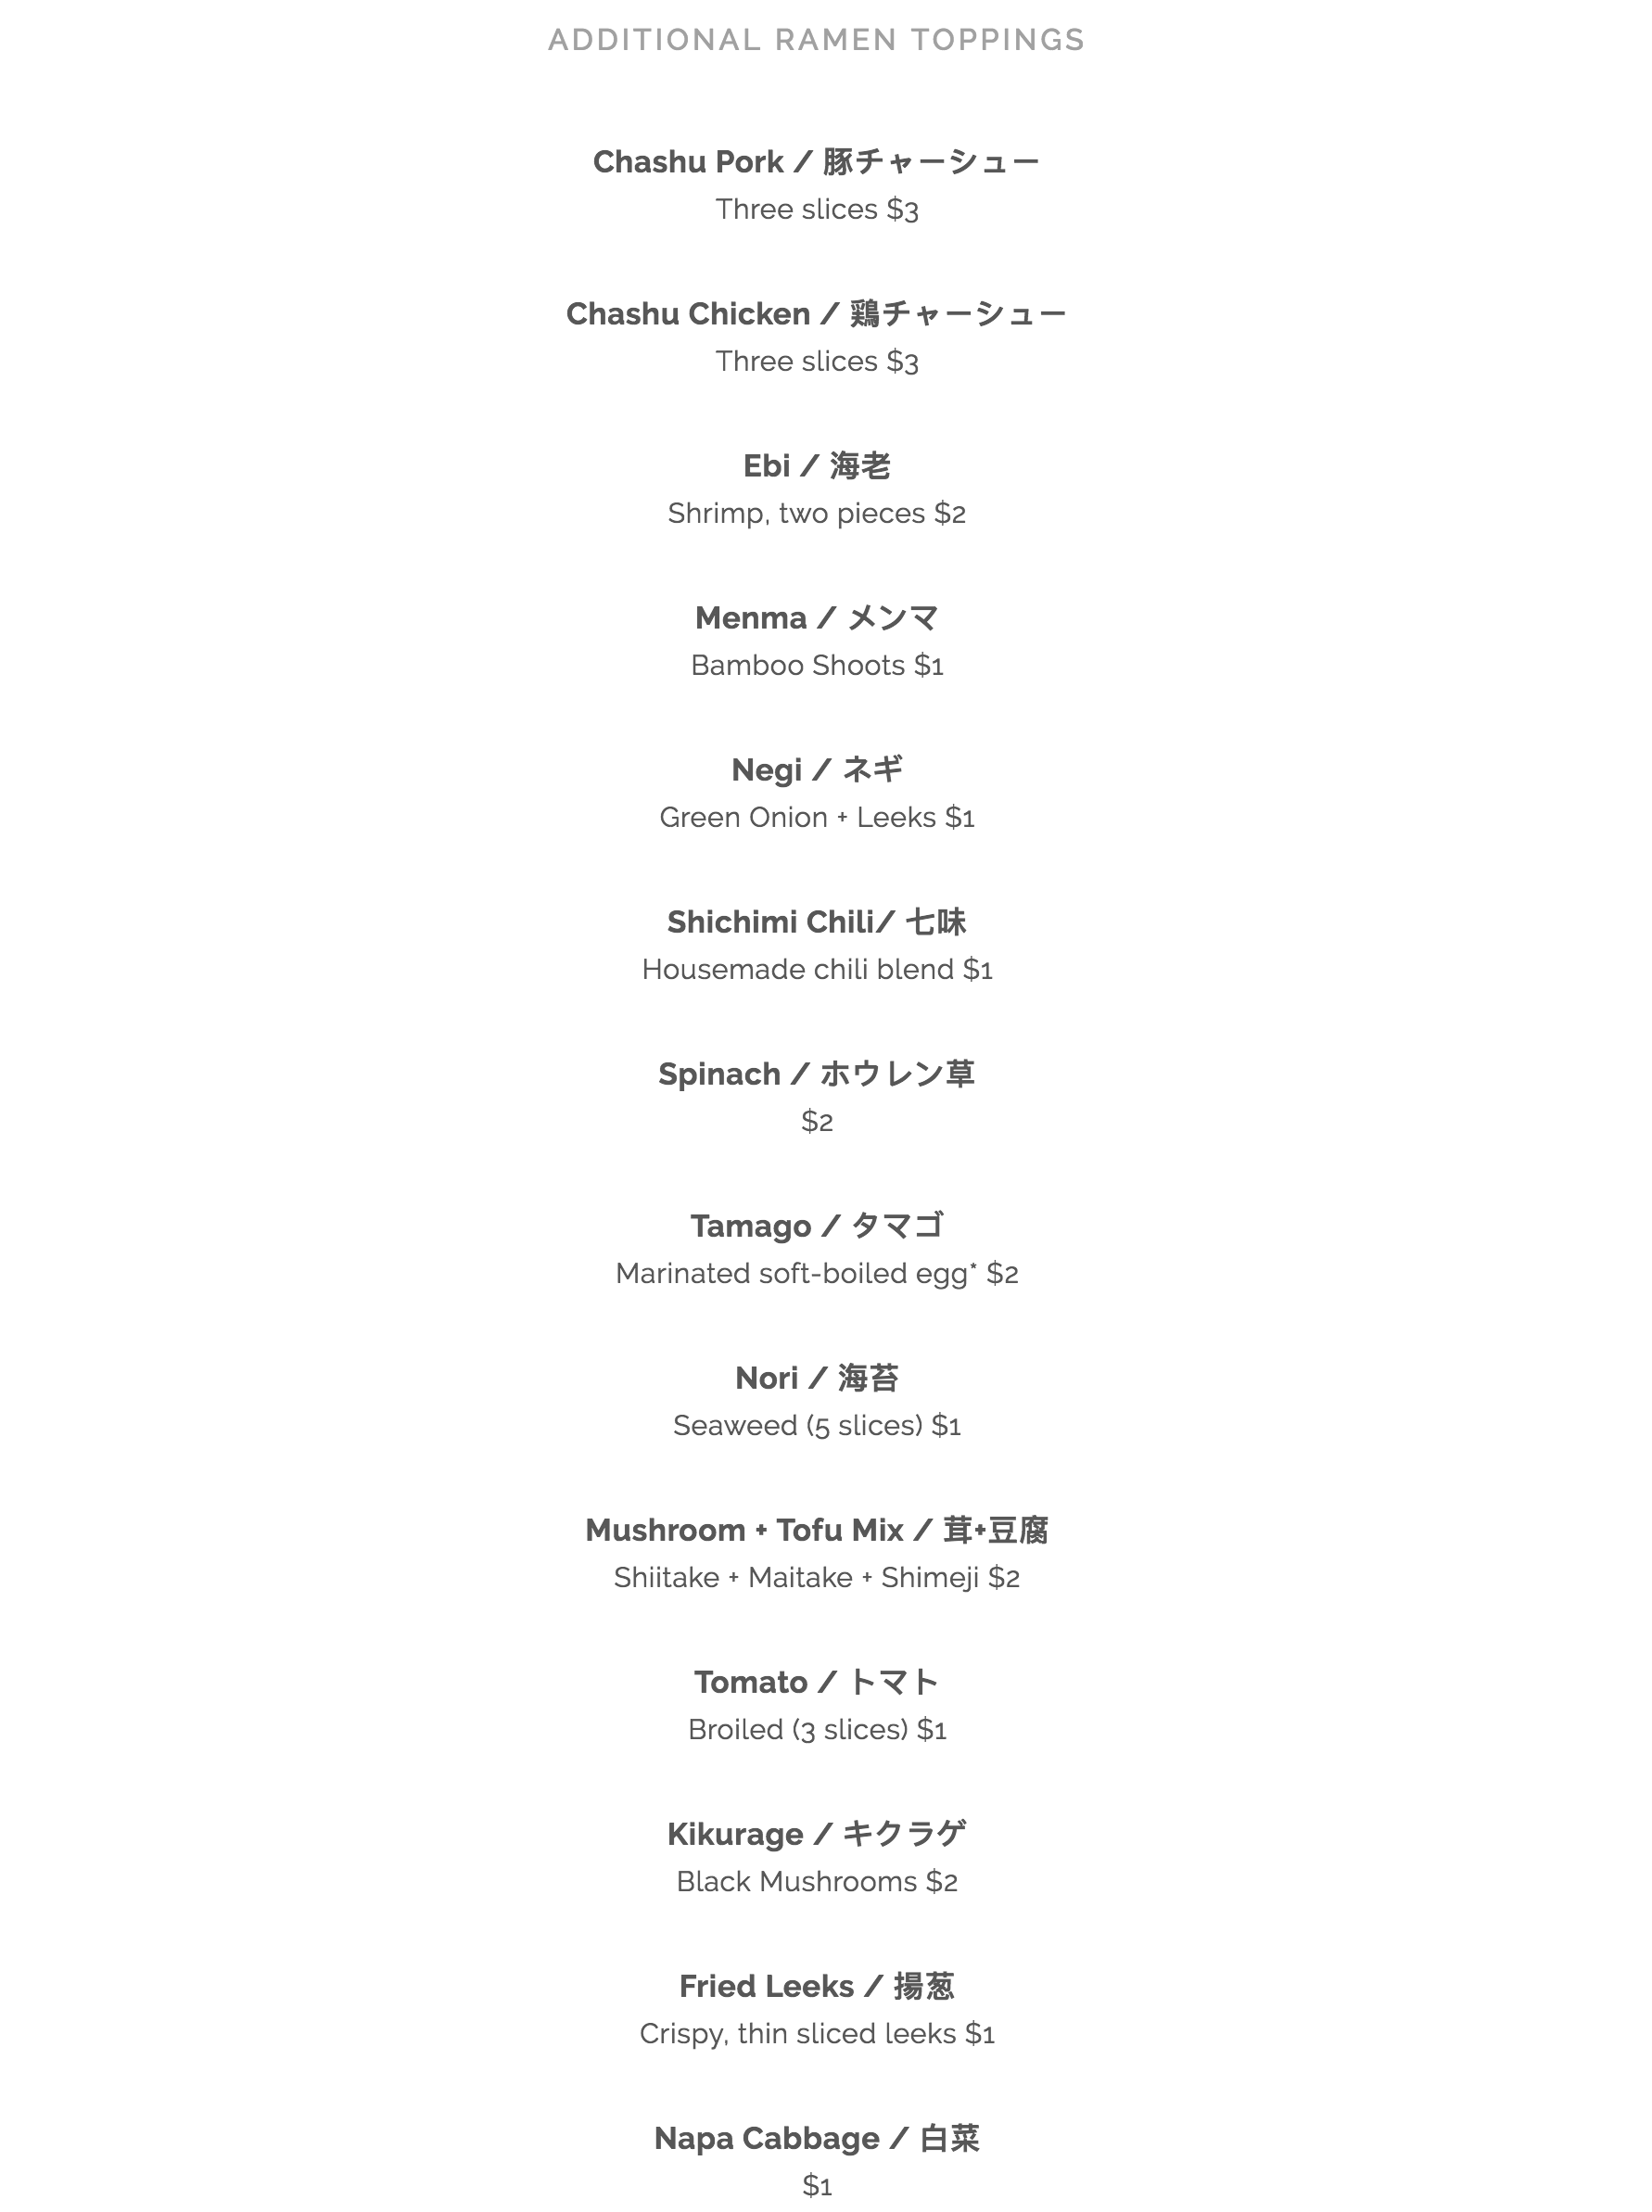 ADDITIONAL RAMEN TOPPINGS
Chashu Pork / 豚チャーシュー
Three slices $3
Chashu Chicken / 鶏チャーシュー
Three slices $3
Ebi / 海老
Shrimp, two pieces $2
Menma / メンマ
Bamboo Shoots $1
Negi / ネギ
Green Onion + Leeks $1
Shichimi Chili/ 七味
Housemade chili blend $1
Spinach / ホウレン草
$2
Tamago / タマゴ
Marinated soft-boiled egg* $2
Nori / 海苔
Seaweed (5 slices) $1
Mushroom + Tofu Mix / 茸+豆腐
Shiitake + Maitake + Shimeji $2
Tomato / トマト
Broiled (3 slices) $1
Kikurage / キクラゲ
Black Mushrooms $2
Fried Leeks / 揚葱
Crispy, thin sliced leeks $1
Napa Cabbage / 白菜
$1